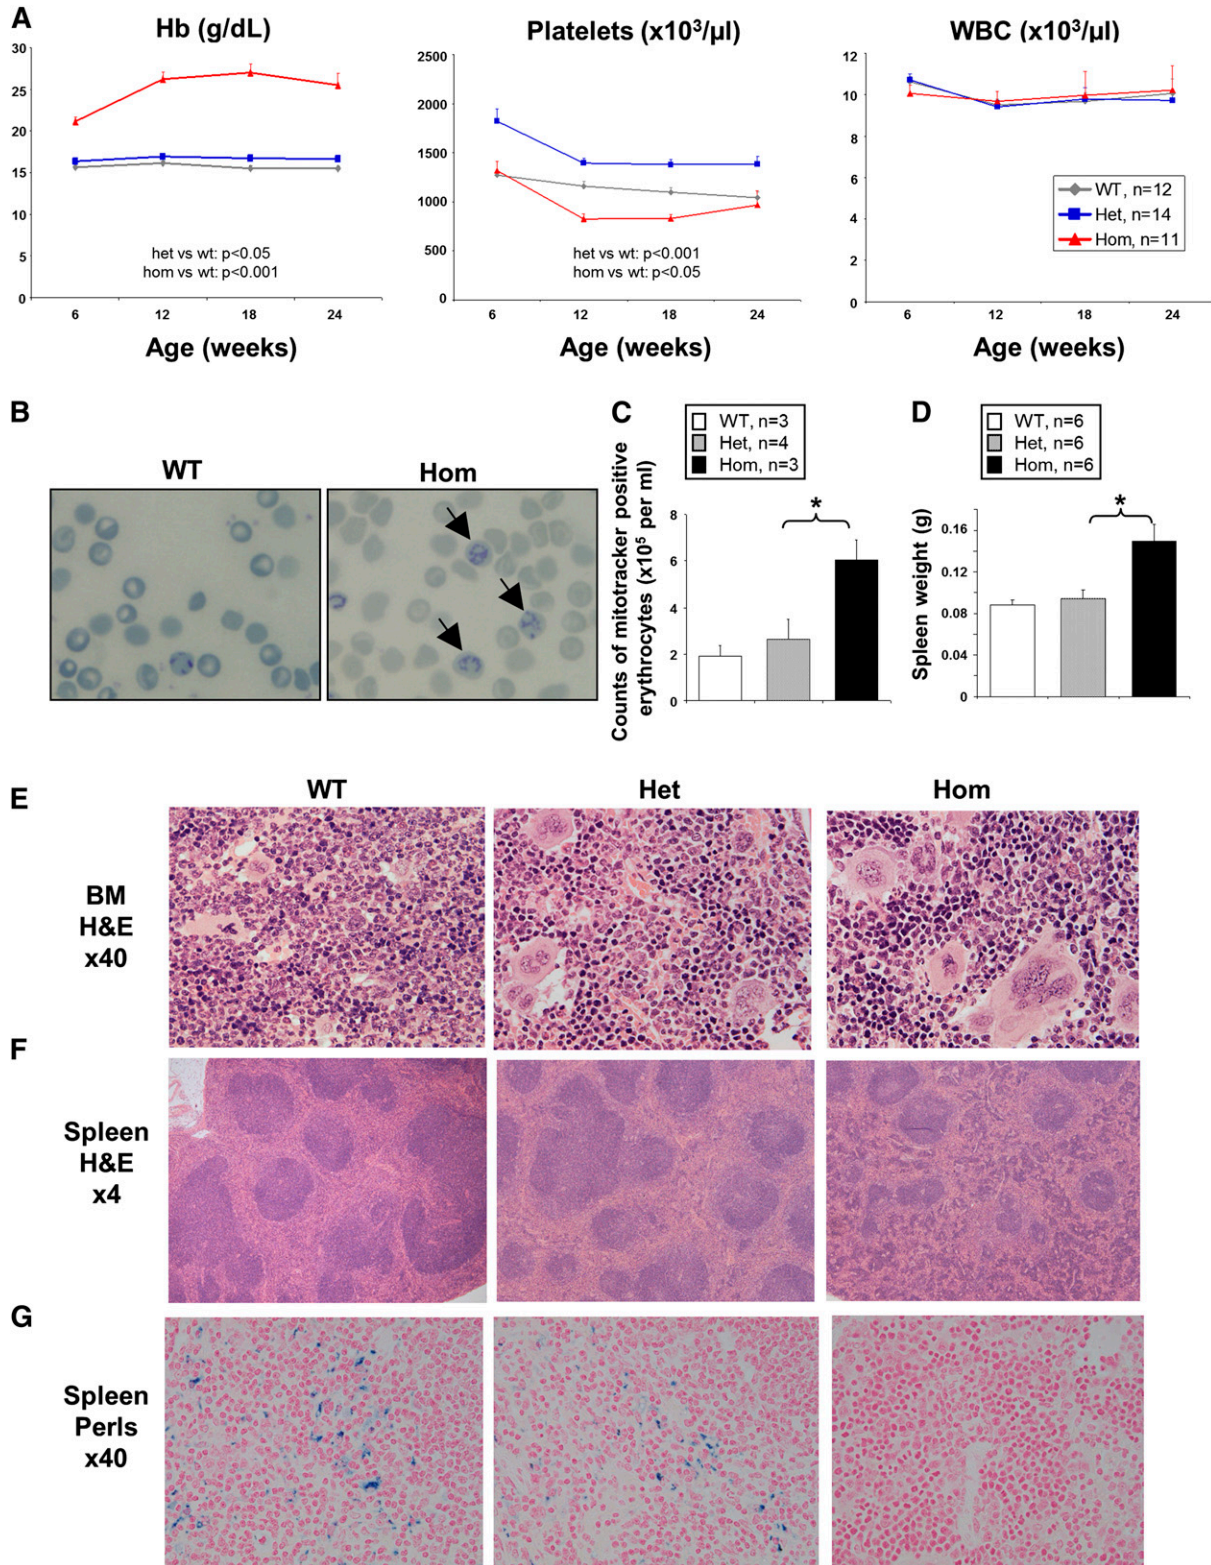 A
Hb (g/dL)
30
25
20
15
10
5
0
6 12 18 24
Age (weeks)
het vs wt: p<0.05
hom vs wt: p<0.001
Platelets (x10³/µl)
2500
2000
1500
1000
500
0
6 12 18 24
Age (weeks)
het vs wt: p<0.001
hom vs wt: p<0.05
WBC (x10³/µl)
12
10
8
6
4
2
0
6 12 18 24
Age (weeks)
WT, n=12
Het, n=14
Hom, n=11
B
WT
Hom
C
WT, n=3
Het, n=4
Hom, n=3
Counts of mitotracker positive
erythrocytes (x10⁵ per ml)
8
6
4
2
0
*
D
WT, n=6
Het, n=6
Hom, n=6
Spleen weight (g)
0.16
0.12
0.08
0.04
0
*
WT
Het
Hom
E
BM
H&E
x40
F
Spleen
H&E
x4
G
Spleen
Perls
x40